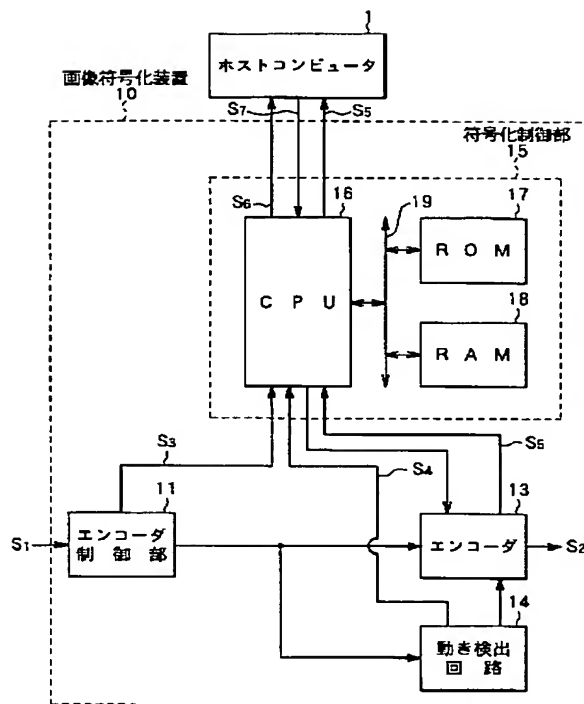 1
ホストコンピュータ
画像符号化装置
10
S7
S5
符号化制御部
15
S6
16
19
17
CPU
ROM
18
RAM
S3
S4
S5
11
13
S1
エンコーダ
制御部
エンコーダ
S2
14
動き検出
回路